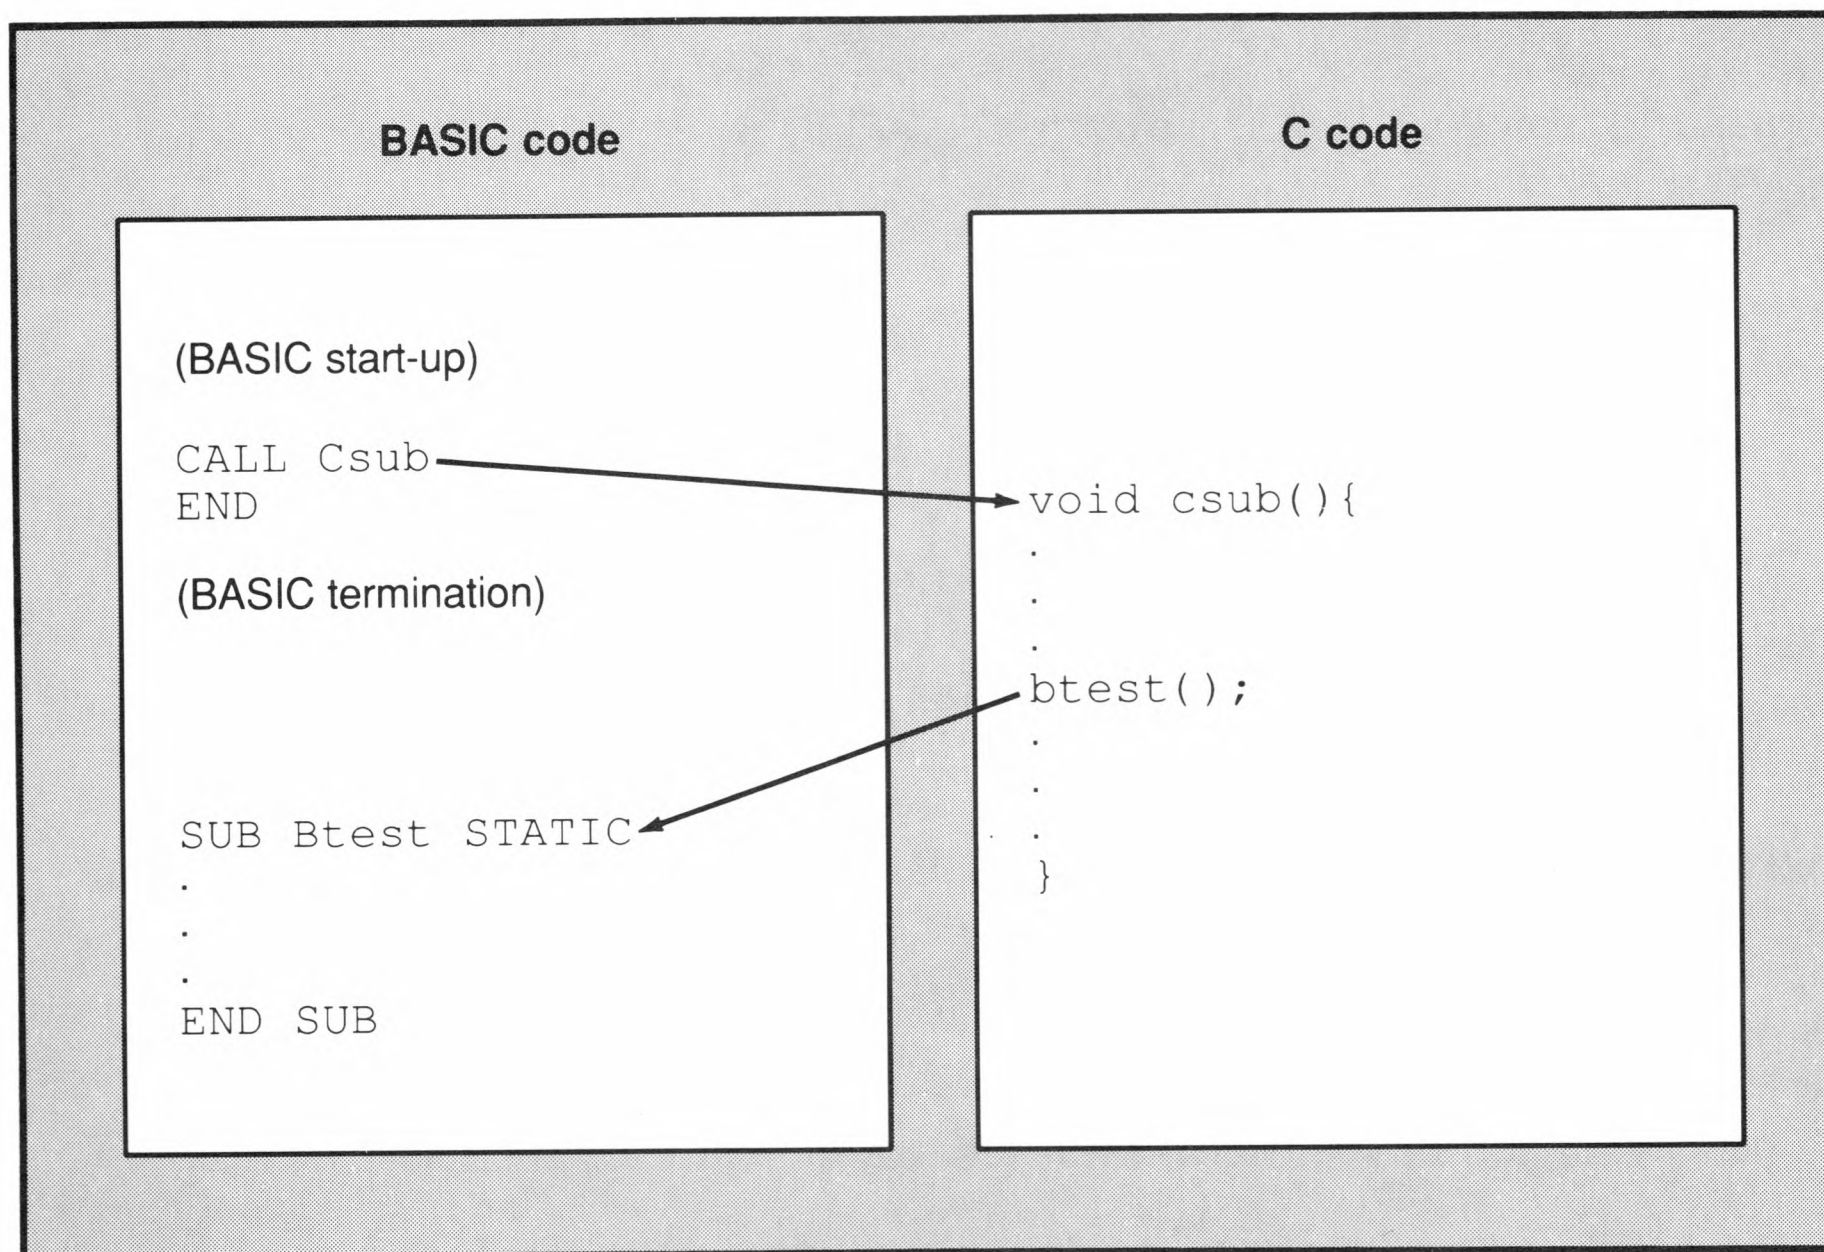 BASIC code
(BASIC start-up)
CALL Csub
END
(BASIC termination)
SUB Btest STATIC
.
.
.
END SUB
C code
void csub(){
.
.
.
btest();
.
.
.
}